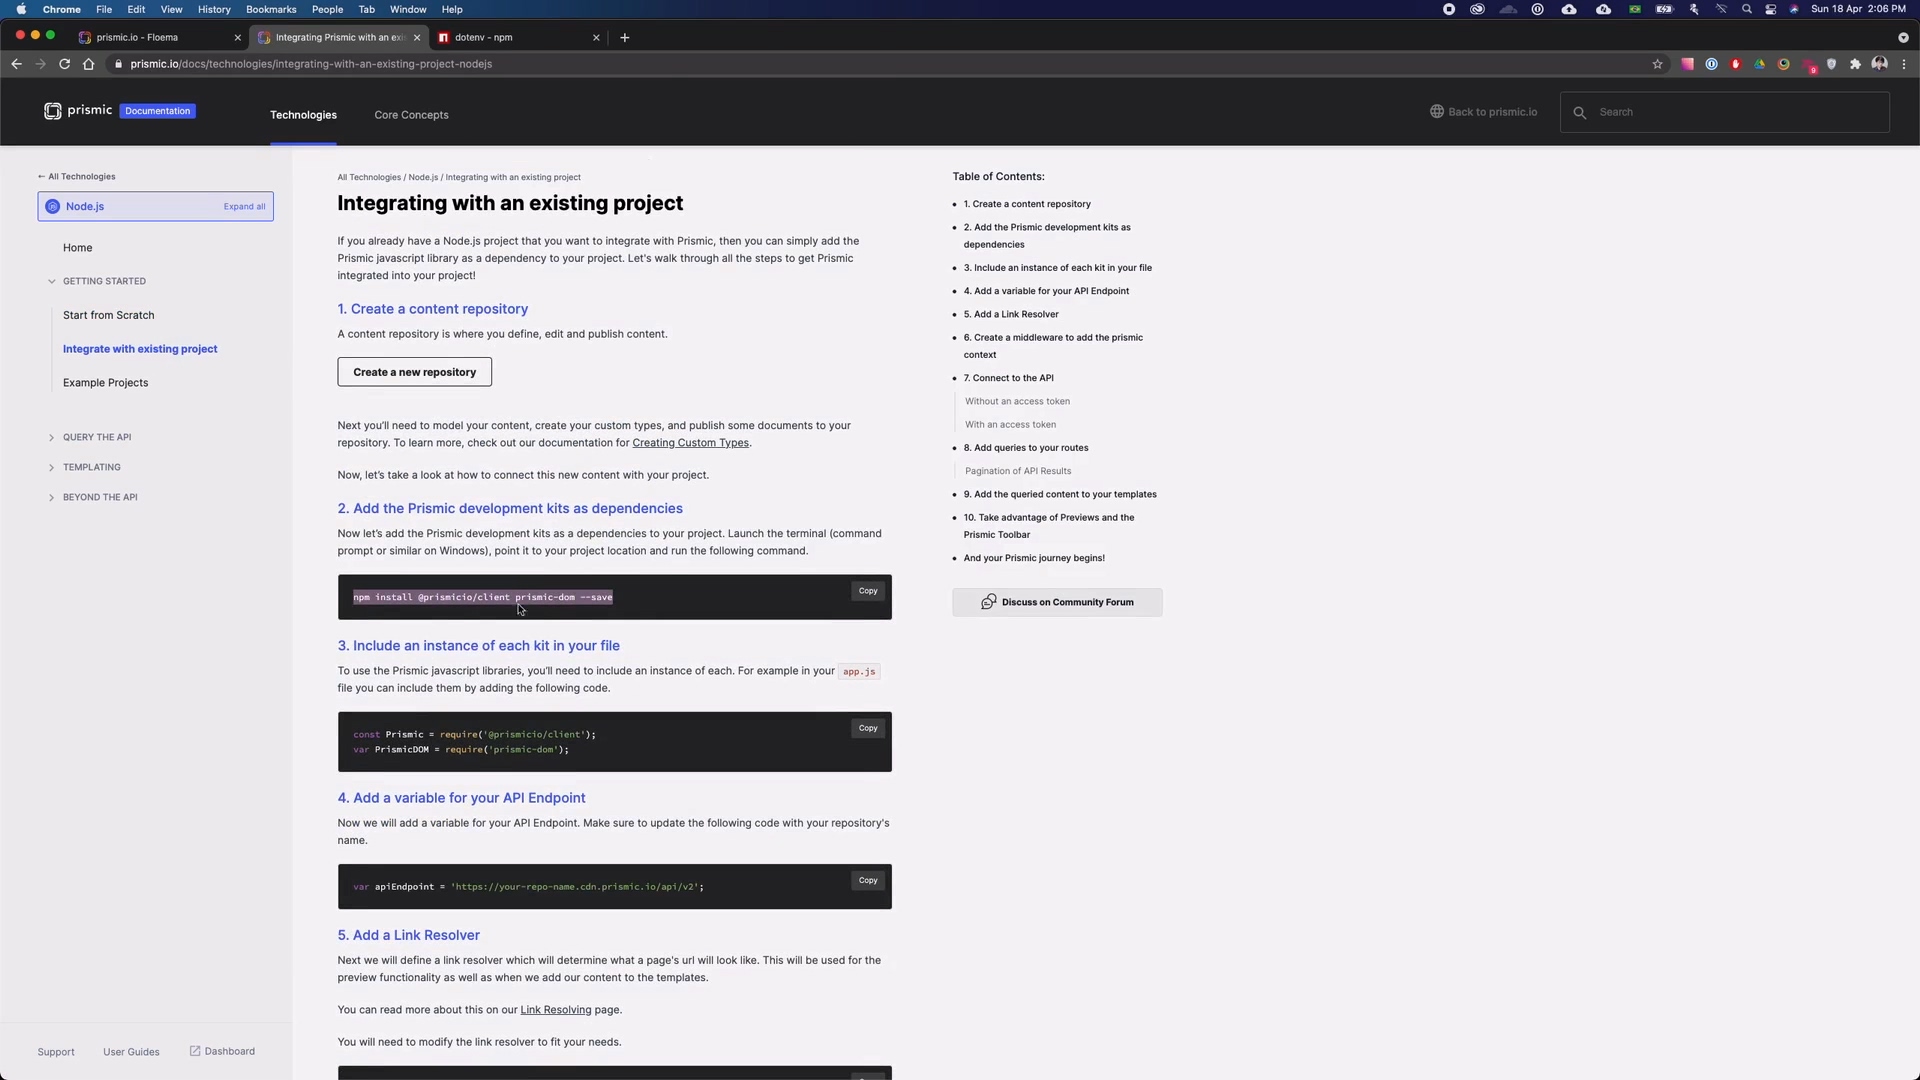 Chrome File Edit View History Bookmarks People Tab Window Help
Sun 18 Apr 2:06 PM
prismic.io - Floema
Integrating Prismic with an exi
dotenv - npm
prismic.io/docs/technologies/integrating-with-an-existing-project-nodejs
9
prismic Documentation
Technologies
Core Concepts
Back to prismic.io
Search
← All Technologies
Node.js
Expand all
Home
GETTING STARTED
Start from Scratch
Integrate with existing project
Example Projects
QUERY THE API
TEMPLATING
BEYOND THE API
Support
User Guides
Dashboard
All Technologies / Node.js / Integrating with an existing project
Integrating with an existing project
If you already have a Node.js project that you want to integrate with Prismic, then you can simply add the
Prismic javascript library as a dependency to your project. Let's walk through all the steps to get Prismic
integrated into your project!
1. Create a content repository
A content repository is where you define, edit and publish content.
Create a new repository
Next you'll need to model your content, create your custom types, and publish some documents to your
repository. To learn more, check out our documentation for Creating Custom Types.
Now, let's take a look at how to connect this new content with your project.
2. Add the Prismic development kits as dependencies
Now let's add the Prismic development kits as a dependencies to your project. Launch the terminal (command
prompt or similar on Windows), point it to your project location and run the following command.
npm install @prismicio/client prismic-dom --save
Copy
3. Include an instance of each kit in your file
To use the Prismic javascript libraries, you'll need to include an instance of each. For example in your app.js
file you can include them by adding the following code.
const Prismic = require('@prismicio/client');
var PrismicDOM = require('prismic-dom');
Copy
4. Add a variable for your API Endpoint
Now we will add a variable for your API Endpoint. Make sure to update the following code with your repository's
name.
var apiEndpoint = 'https://your-repo-name.cdn.prismic.io/api/v2';
Copy
5. Add a Link Resolver
Next we will define a link resolver which will determine what a page's url will look like. This will be used for the
preview functionality as well as when we add our content to the templates.
You can read more about this on our Link Resolving page.
You will need to modify the link resolver to fit your needs.
Table of Contents:
1. Create a content repository
2. Add the Prismic development kits as
dependencies
3. Include an instance of each kit in your file
4. Add a variable for your API Endpoint
5. Add a Link Resolver
6. Create a middleware to add the prismic
context
7. Connect to the API
Without an access token
With an access token
8. Add queries to your routes
Pagination of API Results
9. Add the queried content to your templates
10. Take advantage of Previews and the
Prismic Toolbar
And your Prismic journey begins!
Discuss on Community Forum